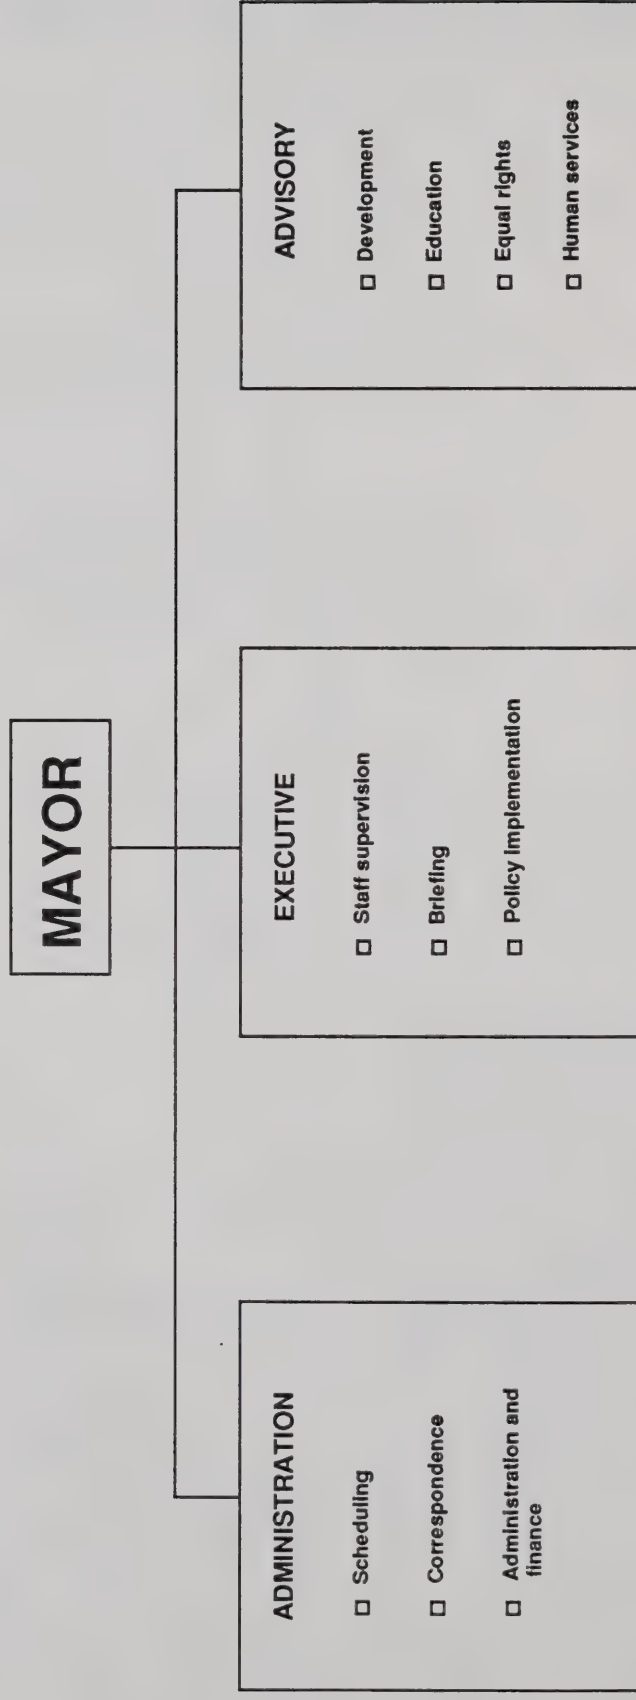 MAYOR
ADMINISTRATION
□ Scheduling
□ Correspondence
□ Administration and
finance
EXECUTIVE
□ Staff supervision
□ Briefing
□ Policy implementation
ADVISORY
□ Development
□ Education
□ Equal rights
□ Human services